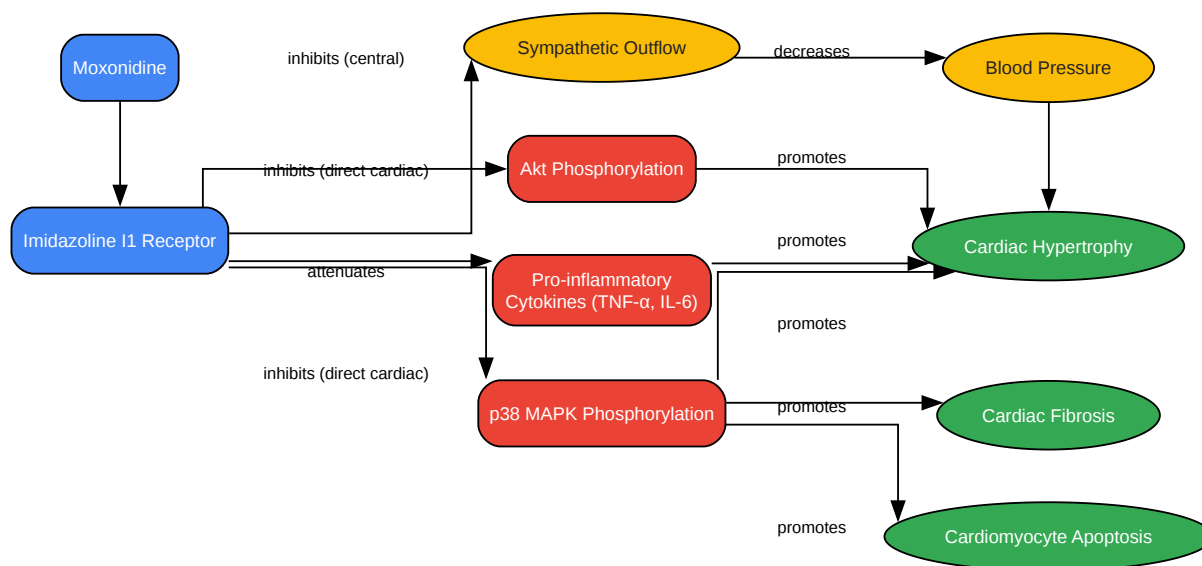 Moxonidine
inhibits (central)
Sympathetic Outflow
decreases
Blood Pressure
inhibits (direct cardiac)
Akt Phosphorylation
promotes
Imidazoline I1 Receptor
attenuates
Pro-inflammatory
Cytokines (TNF-α, IL-6)
promotes
Cardiac Hypertrophy
promotes
inhibits (direct cardiac)
p38 MAPK Phosphorylation
promotes
Cardiac Fibrosis
promotes
Cardiomyocyte Apoptosis